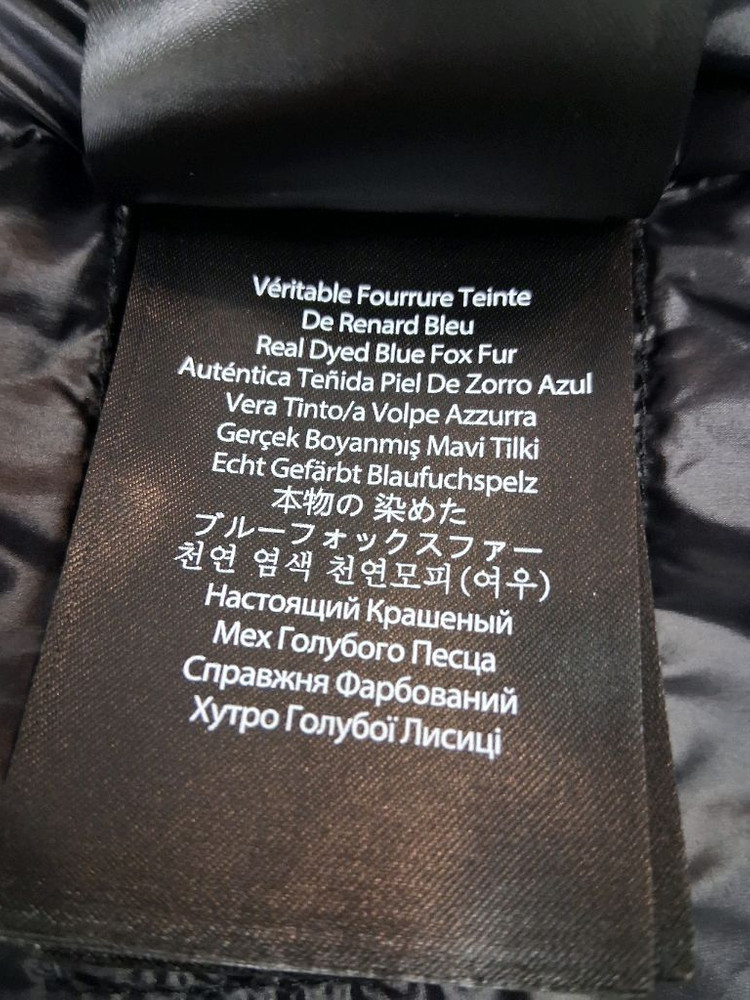 Véritable Fourrure Teinte
De Renard Bleu
Real Dyed Blue Fox Fur
Auténtica Teñida Piel De Zorro Azul
Vera Tinto/a Volpe Azzurra
Gerçek Boyanmış Mavi Tilki
Echt Gefärbt Blaufuchspelz
本物の 染めた
ブルーフォックスファー
천연 염색 천연모피(여우)
Настоящий Крашеный
Мех Голубого Песца
Справжня Фарбований
Хутро Голубої Лисиці